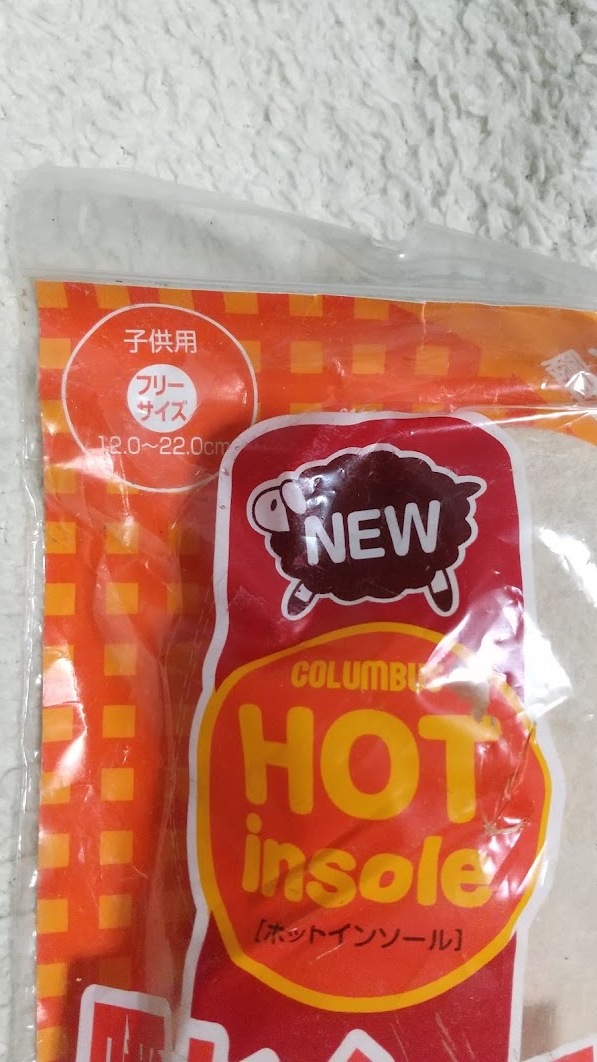 子供用
フリー
サイズ
12.0〜22.0cm
NEW
COLUMBUS
HOT
insole
[ホットインソール]